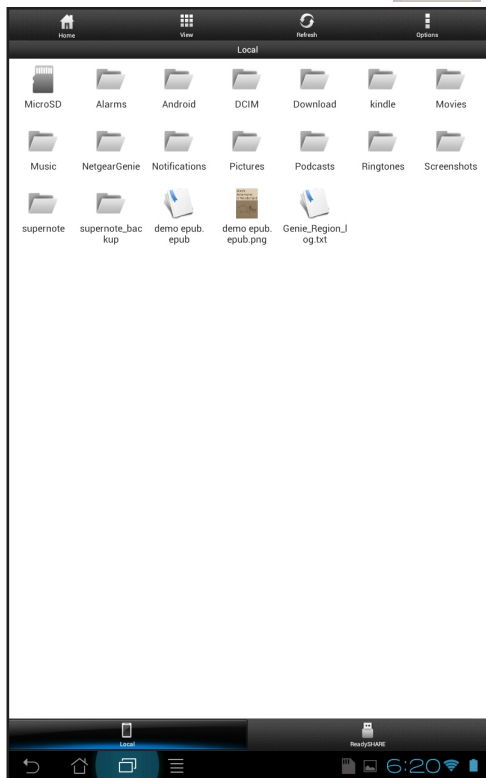 Home View Refresh Options
Local
MicroSD Alarms Android DCIM Download kindle Movies
Music NetgearGenie Notifications Pictures Podcasts Ringtones Screenshots
supernote supernote_bac demo epub. demo epub. Genie_Region_l
kup epub epub.png og.txt
Local ReadySHARE
6:20